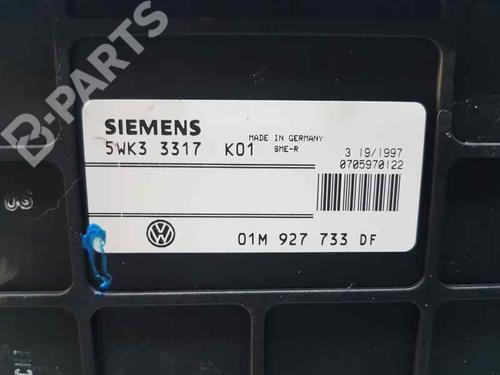 B-PARTS
SIEMENS
MADE IN GERMANY
5WK3 3317 K01 SME-R
3 19/1997
0705970122
01M 927 733 DF